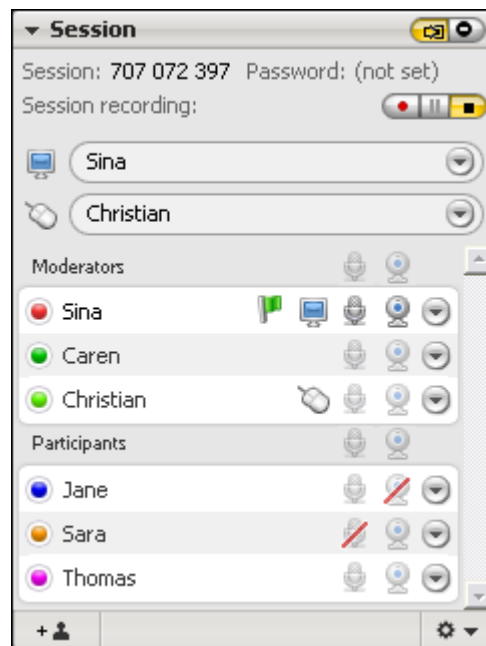 Session
Session: 707 072 397 Password: (not set)
Session recording:
Sina
Christian
Moderators
Sina
Caren
Christian
Participants
Jane
Sara
Thomas